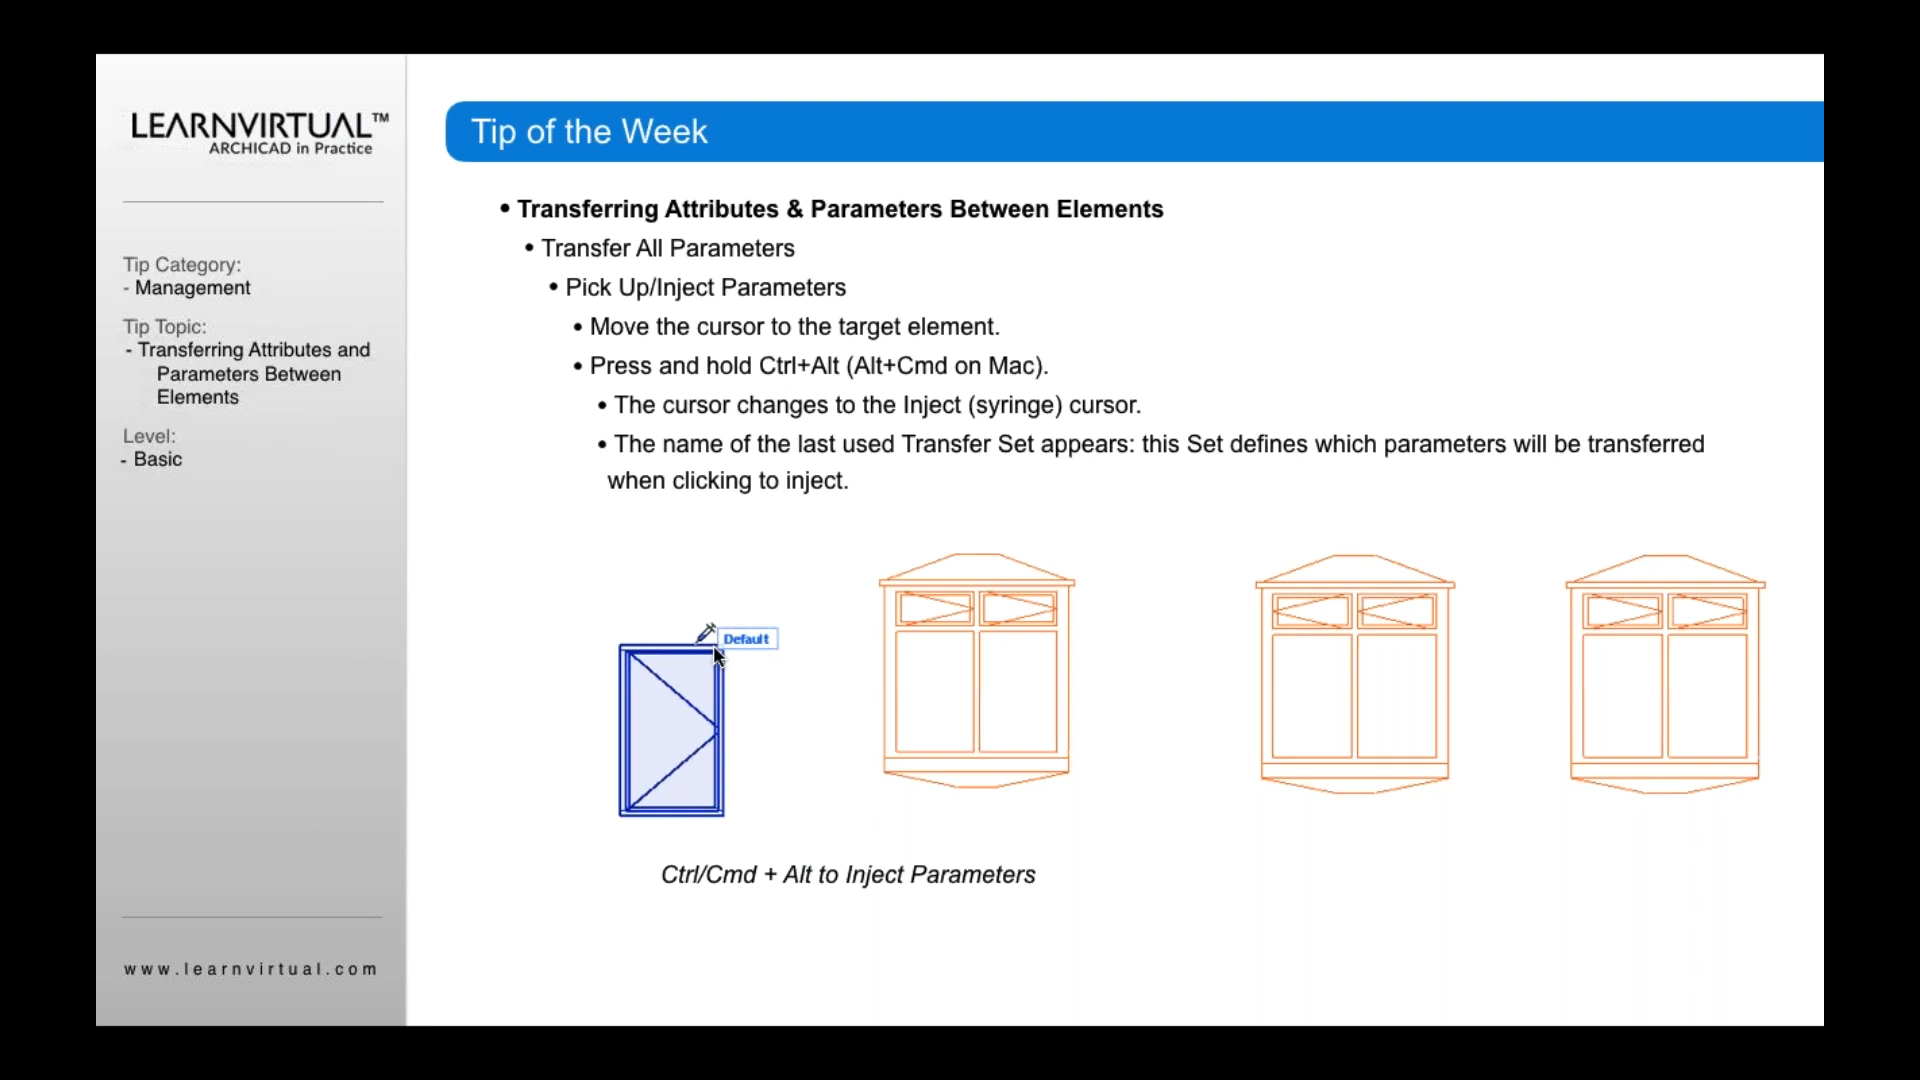 LEARNVIRTUAL™
ARCHICAD in Practice
Tip Category:
- Management
Tip Topic:
- Transferring Attributes and
Parameters Between
Elements
Level:
- Basic
www.learnvirtual.com
Tip of the Week
• Transferring Attributes & Parameters Between Elements
• Transfer All Parameters
• Pick Up/Inject Parameters
• Move the cursor to the target element.
• Press and hold Ctrl+Alt (Alt+Cmd on Mac).
• The cursor changes to the Inject (syringe) cursor.
• The name of the last used Transfer Set appears: this Set defines which parameters will be transferred
when clicking to inject.
Default
Ctrl/Cmd + Alt to Inject Parameters